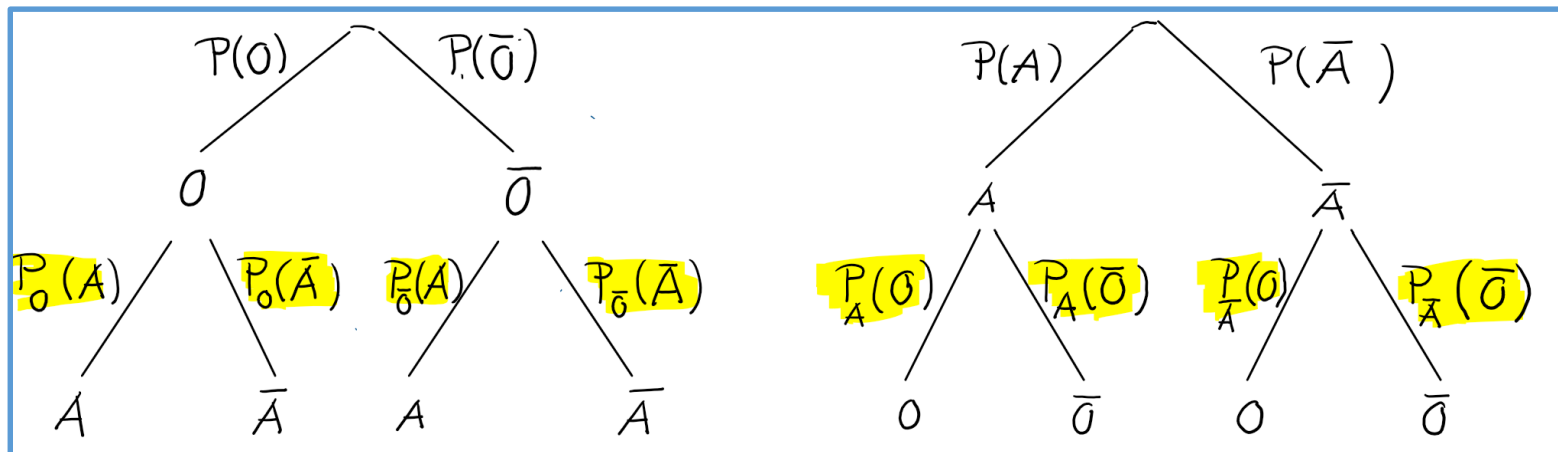 P(O) P(Ō) P(A) P(Ā)
O Ō A Ā
P_O(A) P_O(Ā) P_Ō(A) P_Ō(Ā) P_A(O) P_A(Ō) P_Ā(O) P_Ā(Ō)
A Ā A Ā O Ō O Ō